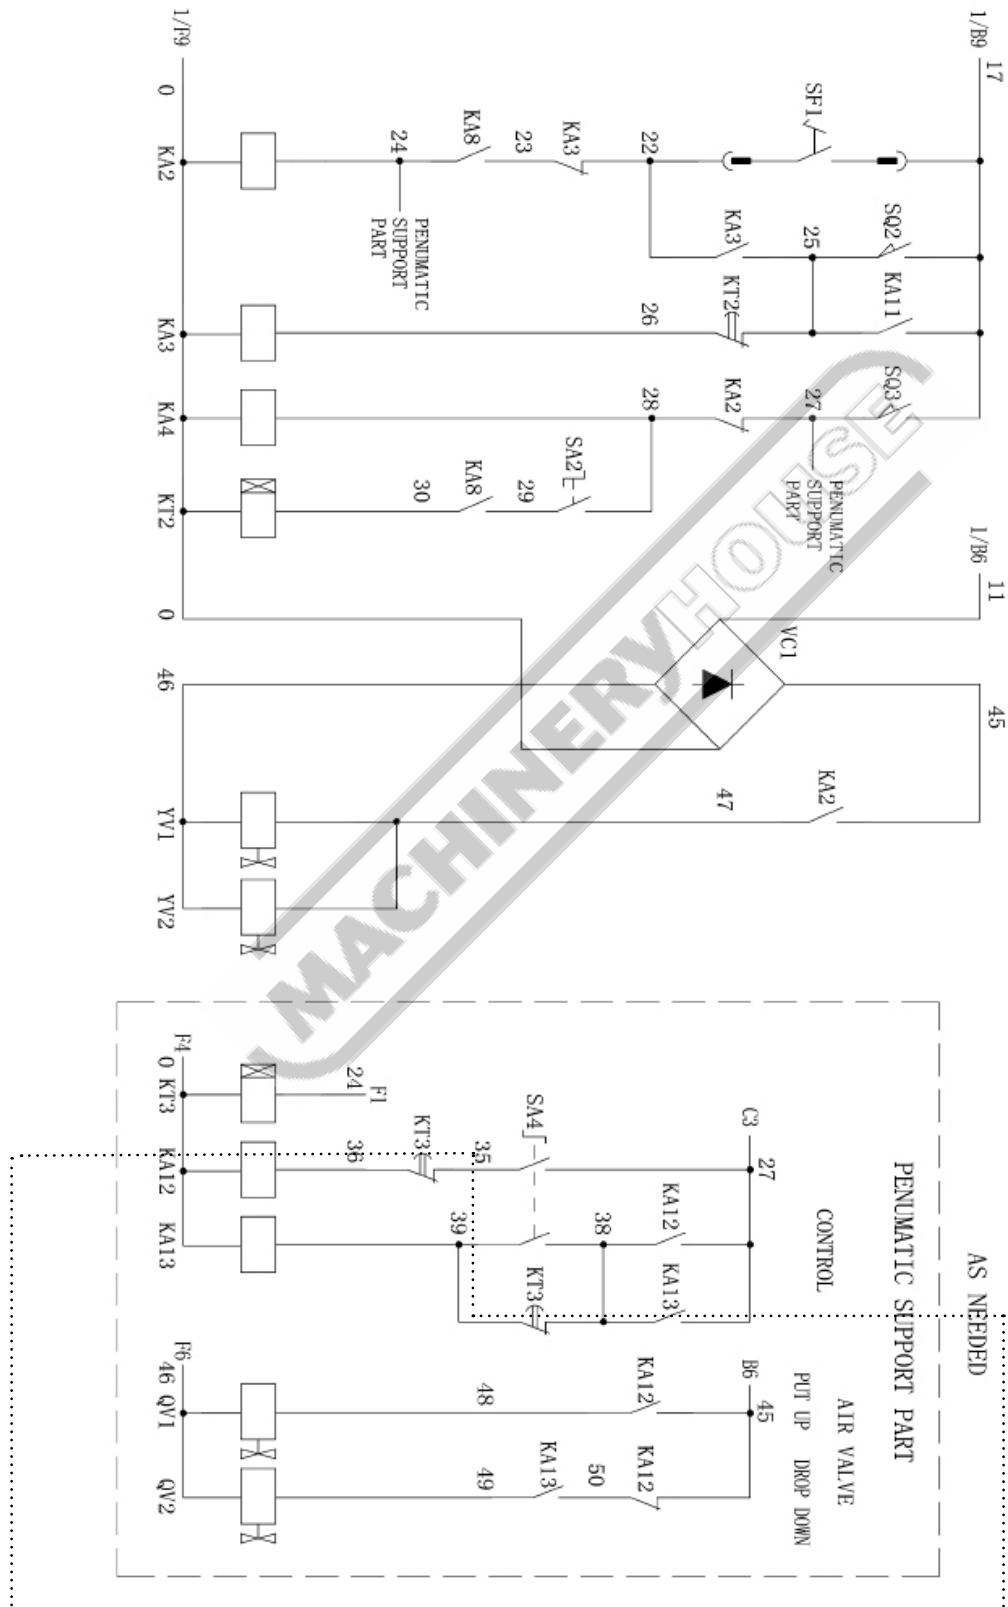 1/B9
17
SF1
22
KA3
23
KA8
24
PENUMATIC
SUPPORT
PART
KA2
1/F9
0
SQ2
25
KA3
KA11
KT2
26
KA3
SQ3
27
PENUMATIC
SUPPORT
PART
KA2
28
KA4
SA2
29
KA8
30
KT2
1/B6
11
VC1
0
46
45
KA2
47
YV1
YV2
MACHINERYHOUSE
AS NEEDED
PENUMATIC SUPPORT PART
CONTROL
C3
27
SA4
35
KT3
36
KA12
F1
24
F4
0
KT3
KA12
38
39
KA13
KA13
KT3
AIR VALVE
PUT UP
DROP DOWN
B6
45
KA12
48
F6
46
QV1
KA12
50
KA13
49
QV2